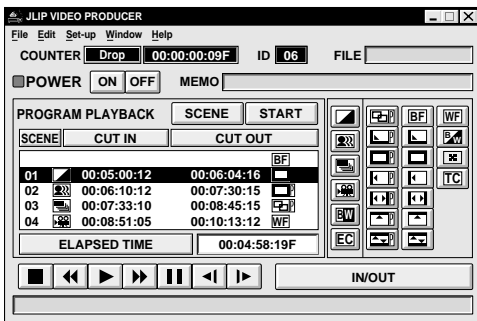 JLIP VIDEO PRODUCER
File Edit Set-up Window Help
COUNTER Drop 00:00:00:09F ID 06 FILE
POWER ON OFF MEMO
PROGRAM PLAYBACK SCENE START
SCENE CUT IN CUT OUT
BF
01 00:05:00:12 00:06:04:16
02 00:06:10:12 00:07:30:15 P
03 00:07:33:10 00:08:45:15 P
04 00:08:51:05 00:10:13:12 WF
ELAPSED TIME 00:04:58:19F
P BF WF
P B W
P
P TC
BW P
EC P
IN/OUT